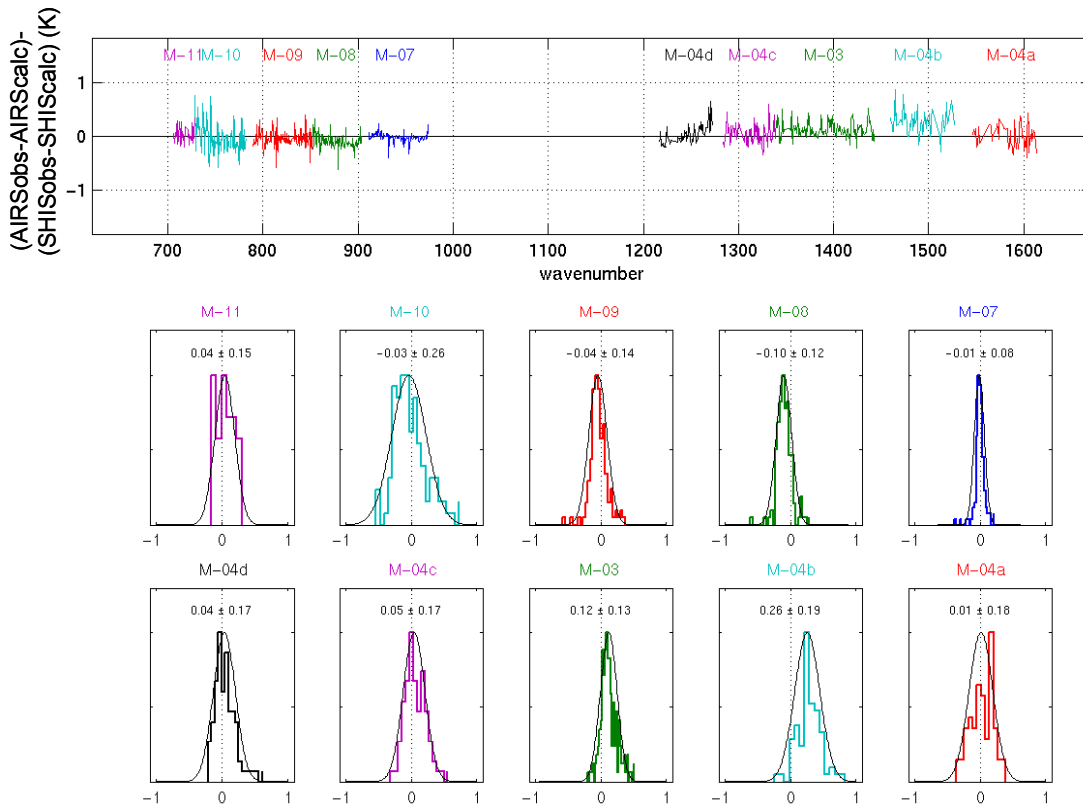 (AIRSobs-AIRScalc)-
(SHISobs-SHIScalc) (K)
M-11 M-10 M-09 M-08 M-07 M-04d M-04c M-03 M-04b M-04a
1
0
−1
700 800 900 1000 1100 1200 1300 1400 1500 1600
wavenumber
M-11 M-10 M-09 M-08 M-07
0.04 ± 0.15 −0.03 ± 0.26 −0.04 ± 0.14 −0.10 ± 0.12 −0.01 ± 0.08
−1 0 1 −1 0 1 −1 0 1 −1 0 1 −1 0 1
M-04d M-04c M-03 M-04b M-04a
0.04 ± 0.17 0.05 ± 0.17 0.12 ± 0.13 0.26 ± 0.19 0.01 ± 0.18
−1 0 1 −1 0 1 −1 0 1 −1 0 1 −1 0 1